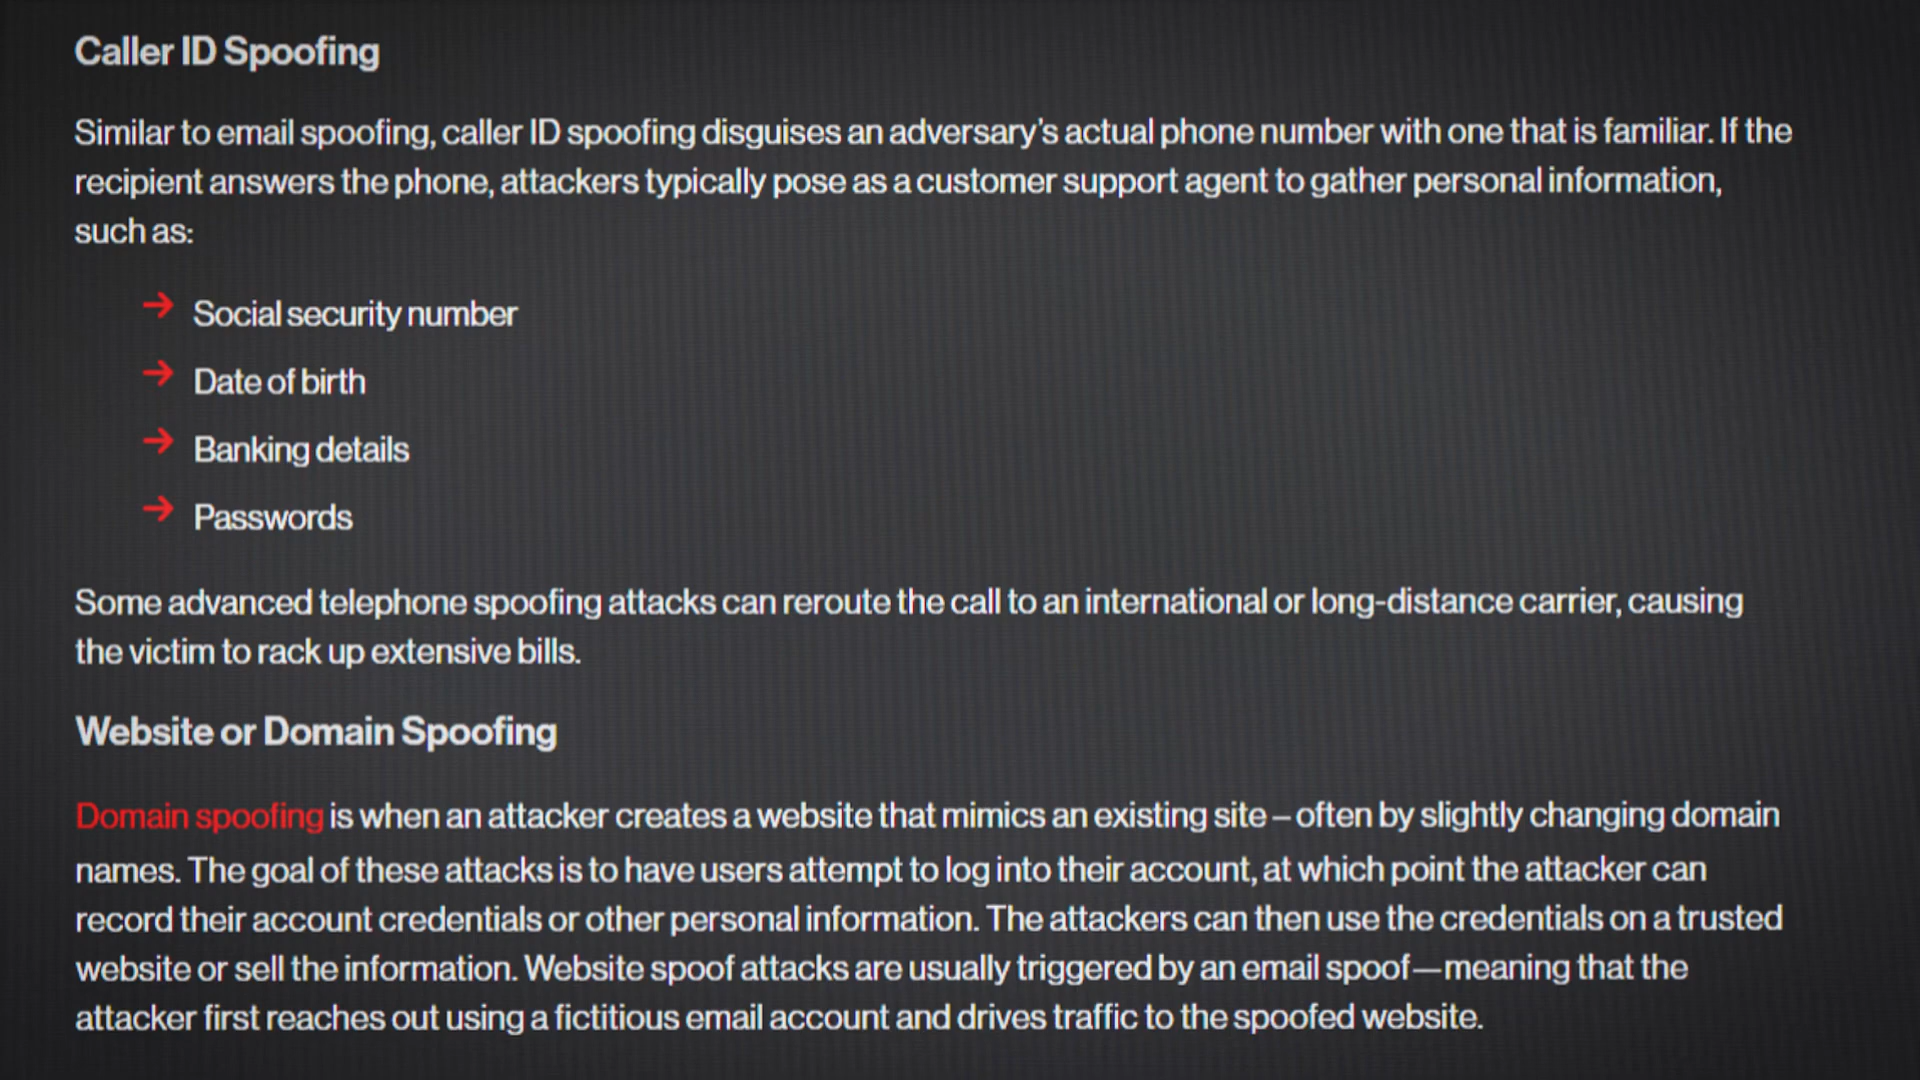 Caller ID Spoofing
Similar to email spoofing, caller ID spoofing disguises an adversary’s actual phone number with one that is familiar. If the
recipient answers the phone, attackers typically pose as a customer support agent to gather personal information,
such as:
→ Social security number
→ Date of birth
→ Banking details
→ Passwords
Some advanced telephone spoofing attacks can reroute the call to an international or long-distance carrier, causing
the victim to rack up extensive bills.
Website or Domain Spoofing
Domain spoofing is when an attacker creates a website that mimics an existing site – often by slightly changing domain
names. The goal of these attacks is to have users attempt to log into their account, at which point the attacker can
record their account credentials or other personal information. The attackers can then use the credentials on a trusted
website or sell the information. Website spoof attacks are usually triggered by an email spoof—meaning that the
attacker first reaches out using a fictitious email account and drives traffic to the spoofed website.